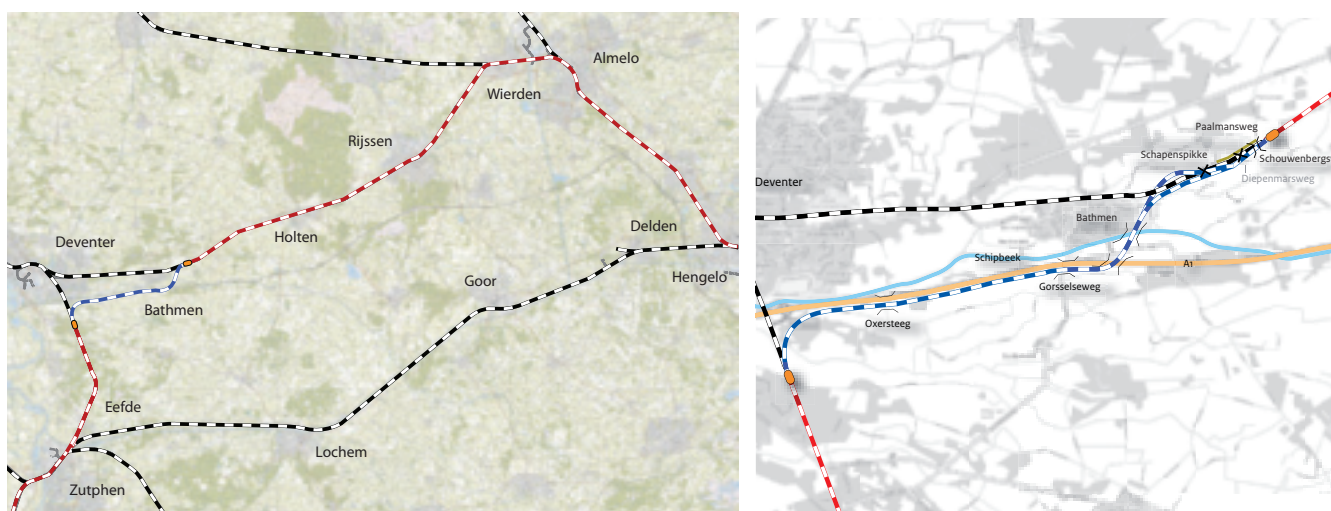 Almelo
Wierden
Rijssen
Holten
Deventer
Delden
Hengelo
Goor
Bathmen
Eefde
Lochem
Zutphen
Paalmansweg
Schapenspikke
Schouwenbergs
Diepenmarsweg
Deventer
Bathmen
Schipbeek
A1
Gorsselseweg
Oxersteeg